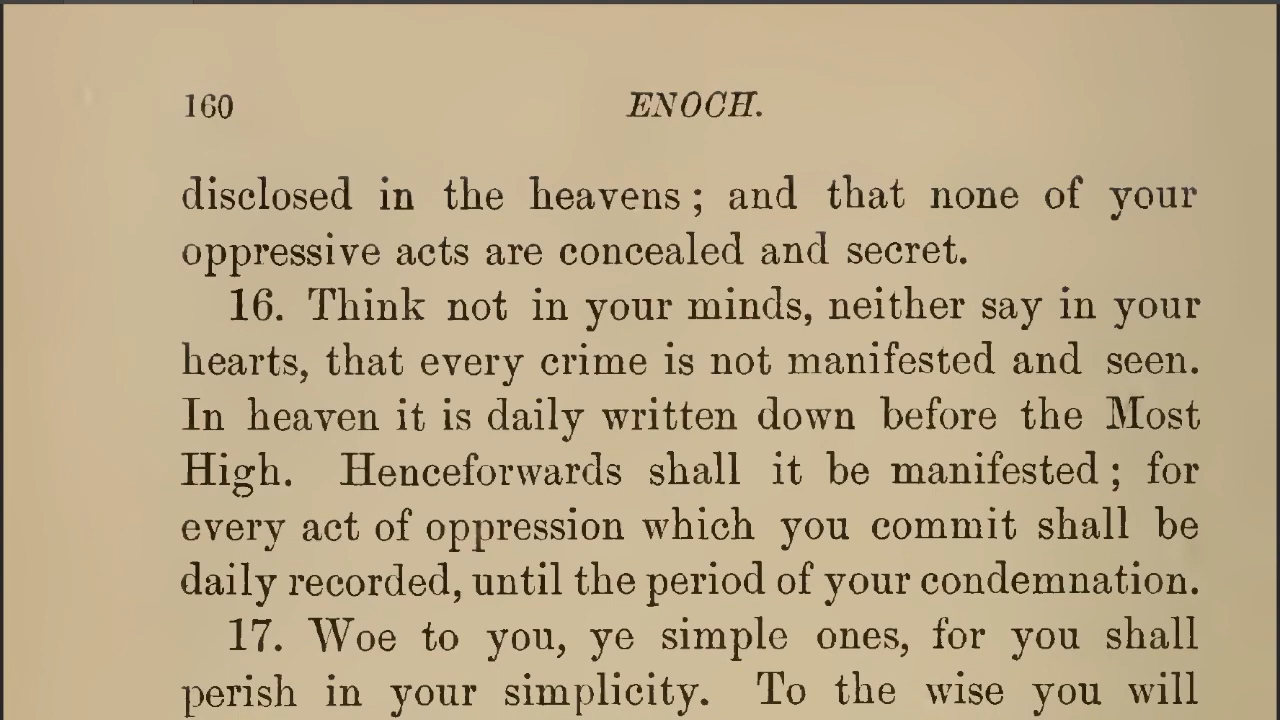 160 ENOCH.
disclosed in the heavens ; and that none of your
oppressive acts are concealed and secret.
16. Think not in your minds, neither say in your
hearts, that every crime is not manifested and seen.
In heaven it is daily written down before the Most
High. Henceforwards shall it be manifested ; for
every act of oppression which you commit shall be
daily recorded, until the period of your condemnation.
17. Woe to you, ye simple ones, for you shall
perish in your simplicity. To the wise you will